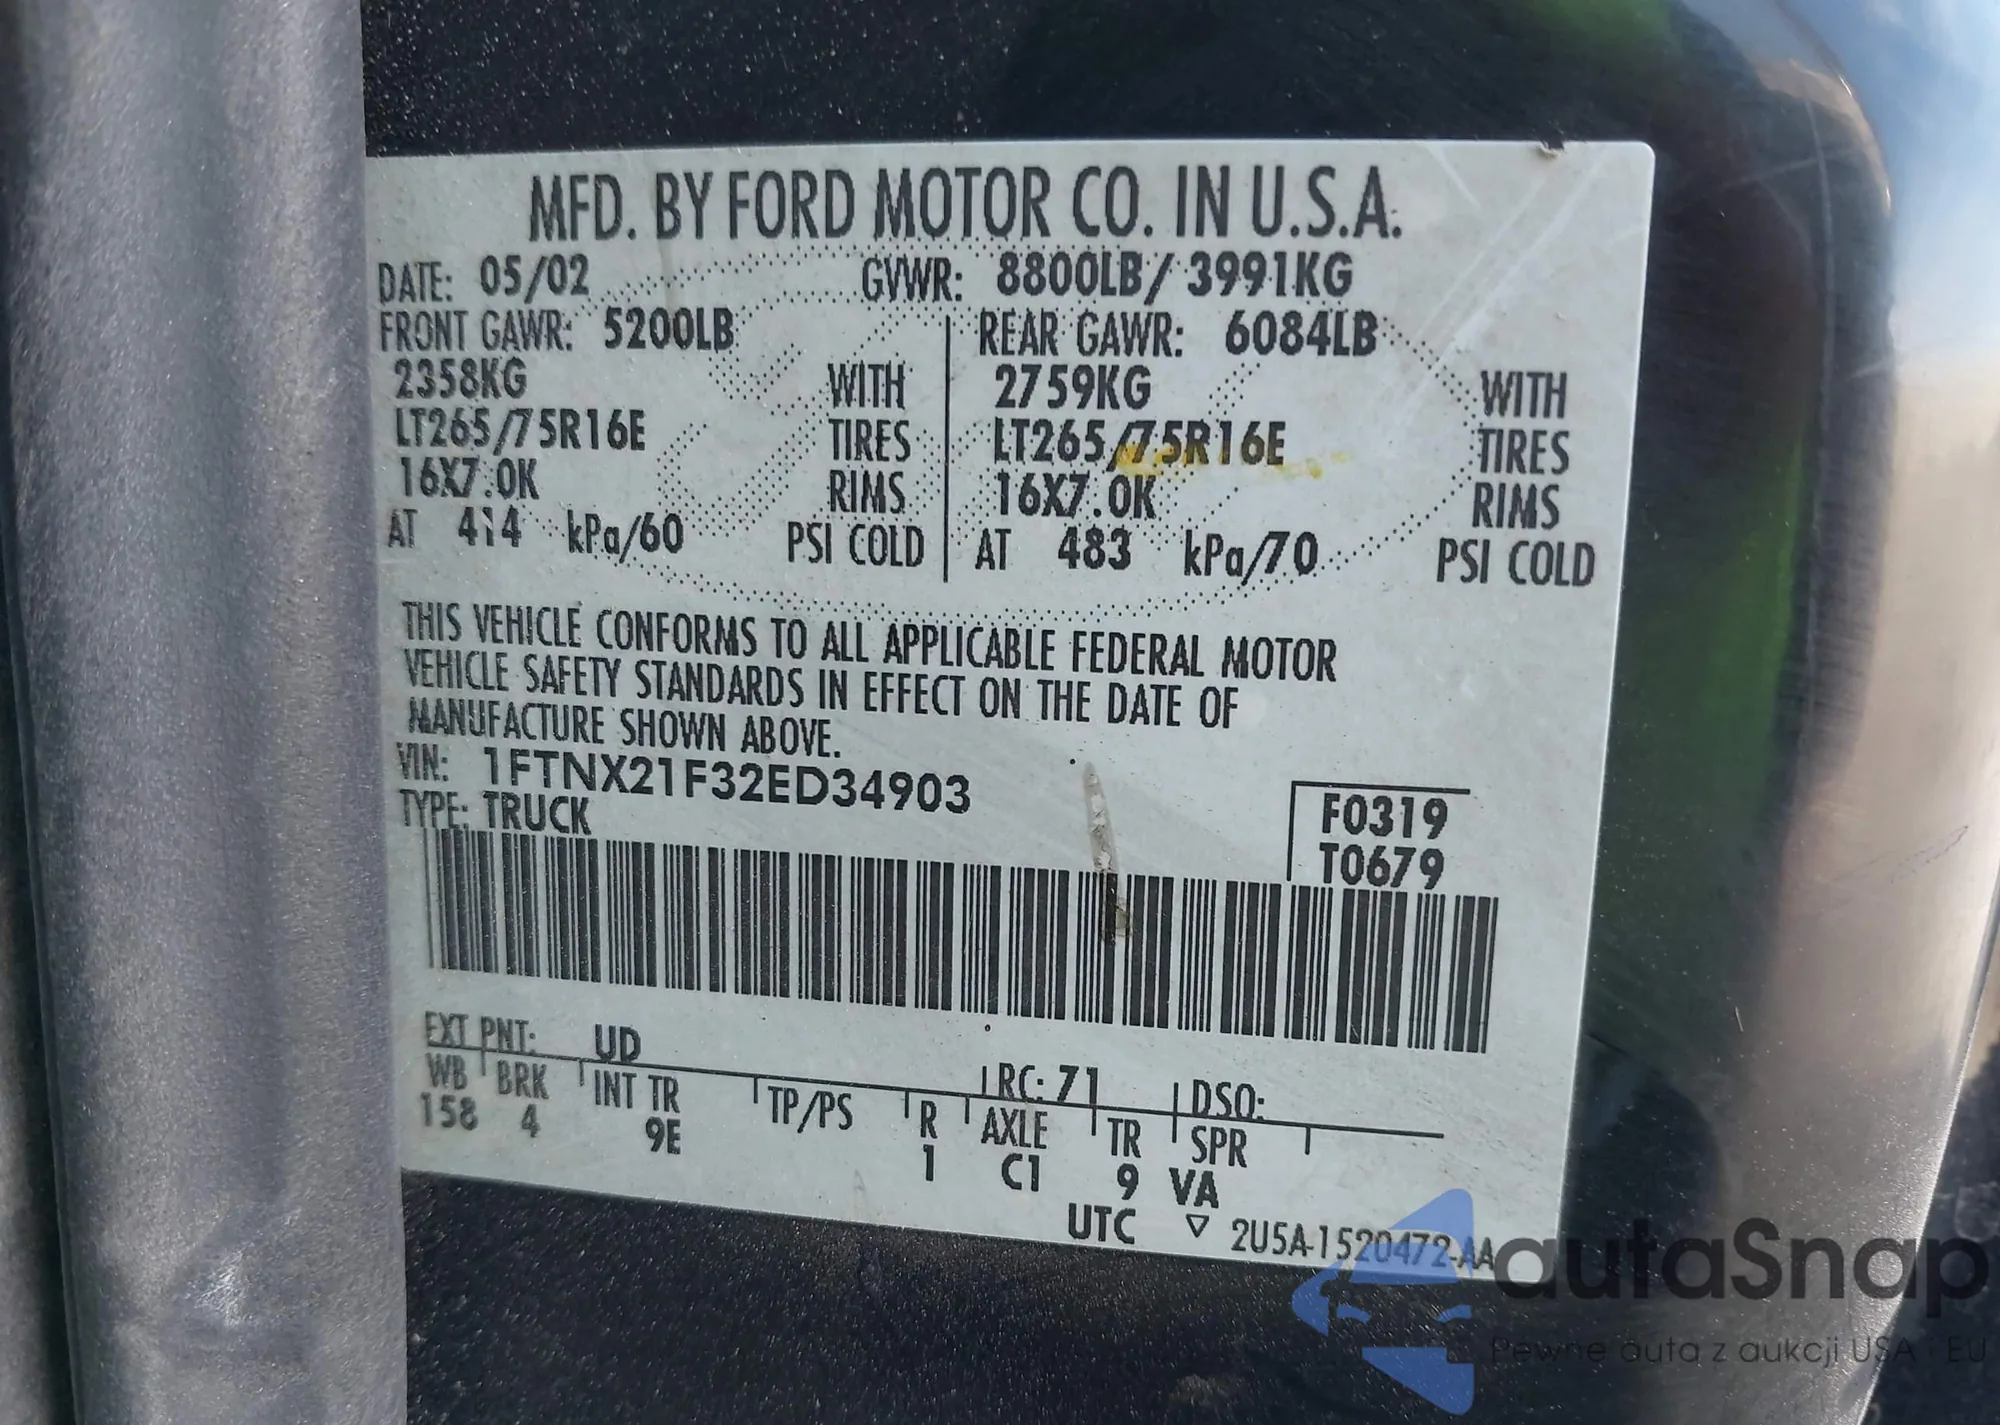 MFD. BY FORD MOTOR CO. IN U.S.A.
DATE: 05/02 GVWR: 8800LB/ 3991KG
FRONT GAWR: 5200LB REAR GAWR: 6084LB
2358KG WITH 2759KG WITH
LT265/75R16E TIRES LT265/75R16E TIRES
16X7.0K RIMS 16X7.0K RIMS
AT 414 kPa/60 PSI COLD AT 483 kPa/70 PSI COLD
THIS VEHICLE CONFORMS TO ALL APPLICABLE FEDERAL MOTOR
VEHICLE SAFETY STANDARDS IN EFFECT ON THE DATE OF
MANUFACTURE SHOWN ABOVE.
VIN: 1FTNX21F32ED34903
TYPE: TRUCK
F0319
T0679
EXT PNT: UD RC: 71 DSO:
WB BRK INT TR TP/PS R AXLE TR SPR
158 4 9E 1 C1 9 VA
UTC ▽ 2U5A-1520472-AA
autaSnap
Pewne auta z aukcji USA i EU